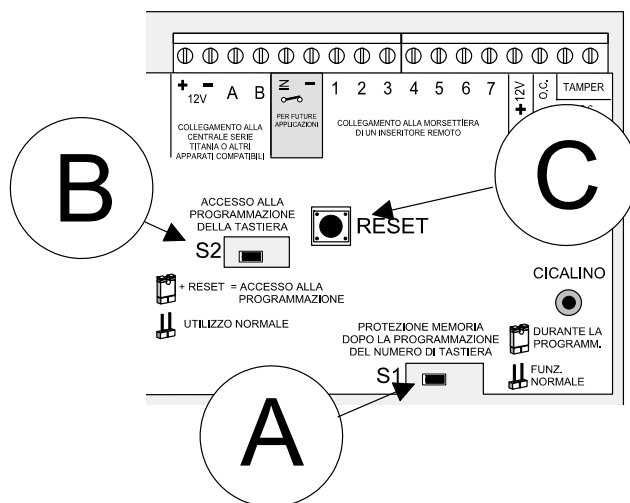 + - A B IN - 1 2 3 4 5 6 7 +12V O.C. TAMPER
12V
COLLEGAMENTO ALLA
CENTRALE SERIE
TITANIA O ALTRI
APPARATI COMPATIBILI
PER FUTURE
APPLICAZIONI
COLLEGAMENTO ALLA MORSETTIERA
DI UN INSERITORE REMOTO
B
C
ACCESSO ALLA
PROGRAMMAZIONE
DELLA TASTIERA
S2
RESET
+ RESET = ACCESSO ALLA
PROGRAMMAZIONE
UTILIZZO NORMALE
CICALINO
DURANTE LA
PROGRAMM.
FUNZ.
NORMALE
PROTEZIONE MEMORIA
DOPO LA PROGRAMMAZIONE
DEL NUMERO DI TASTIERA
S1
A